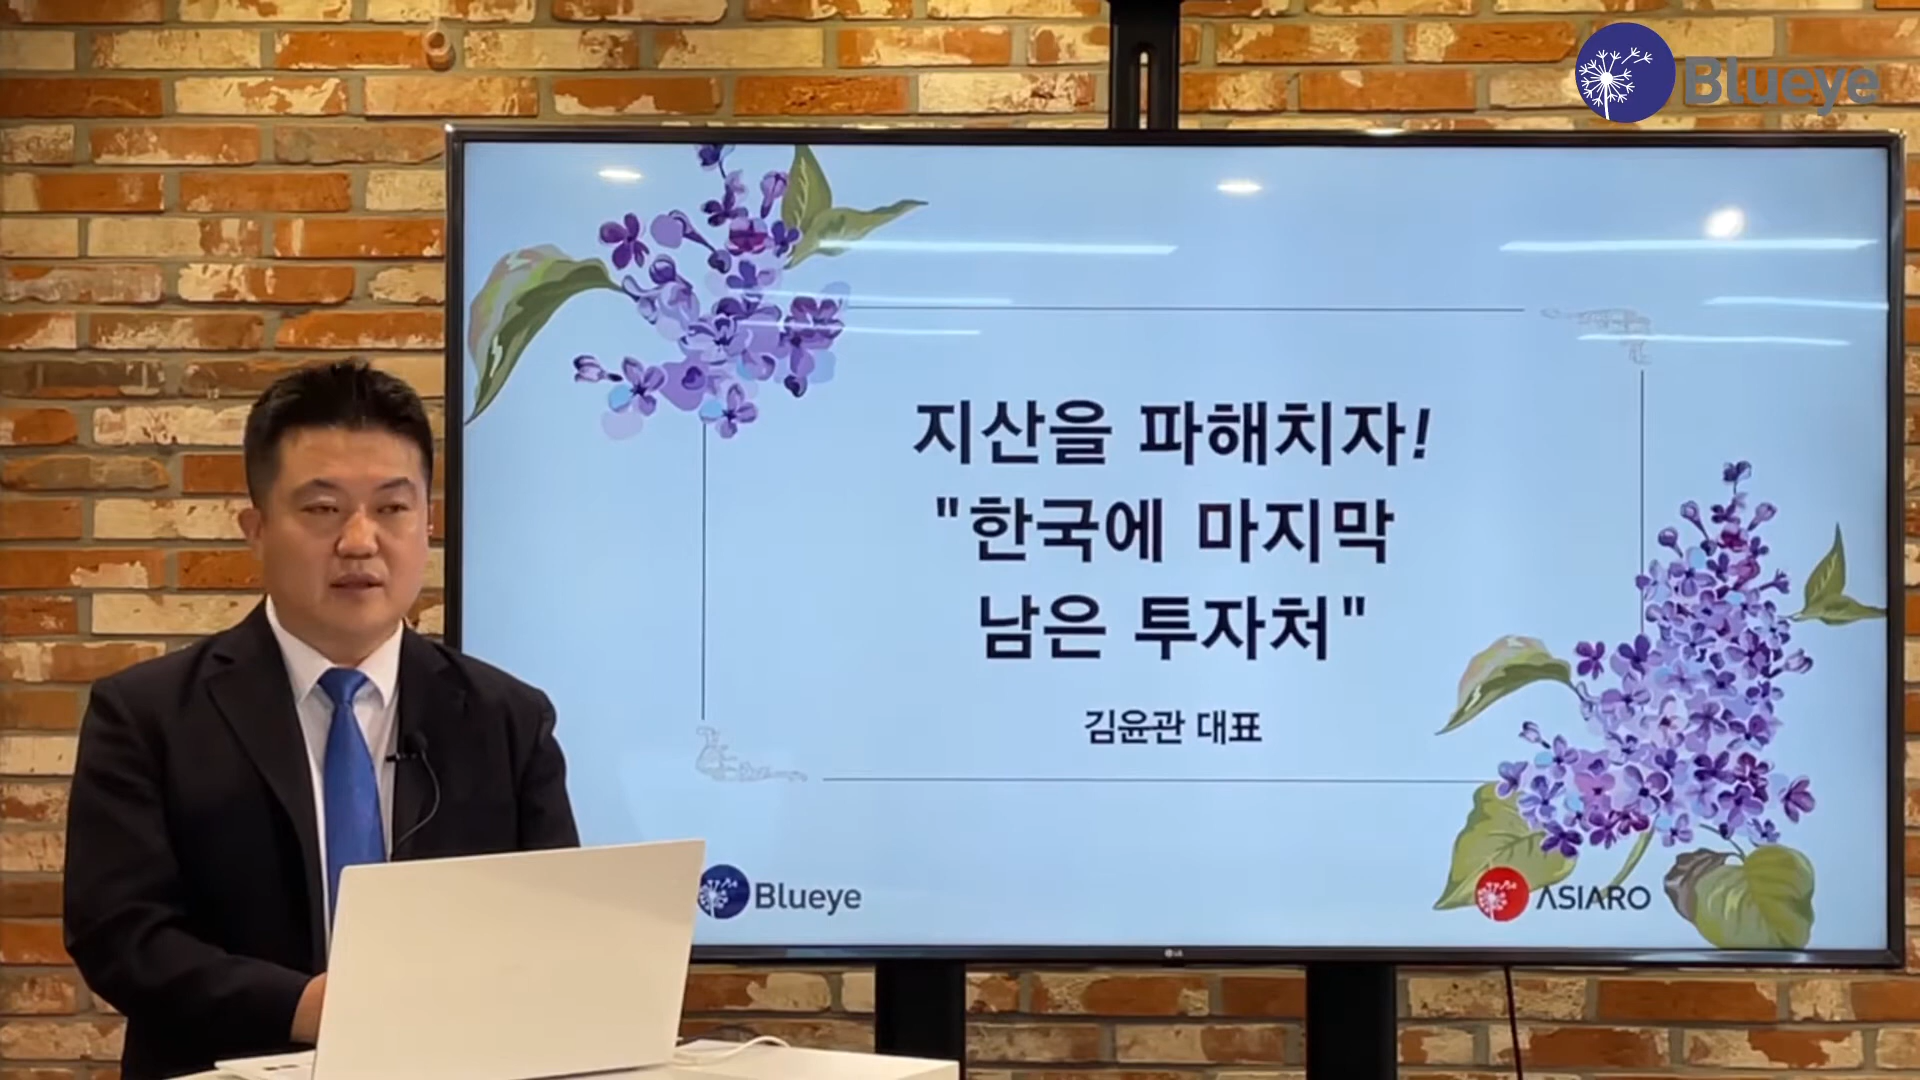 Blueye
지산을 파해치자!
"한국에 마지막
남은 투자처"
김윤관 대표
Blueye
ASIARO
LG